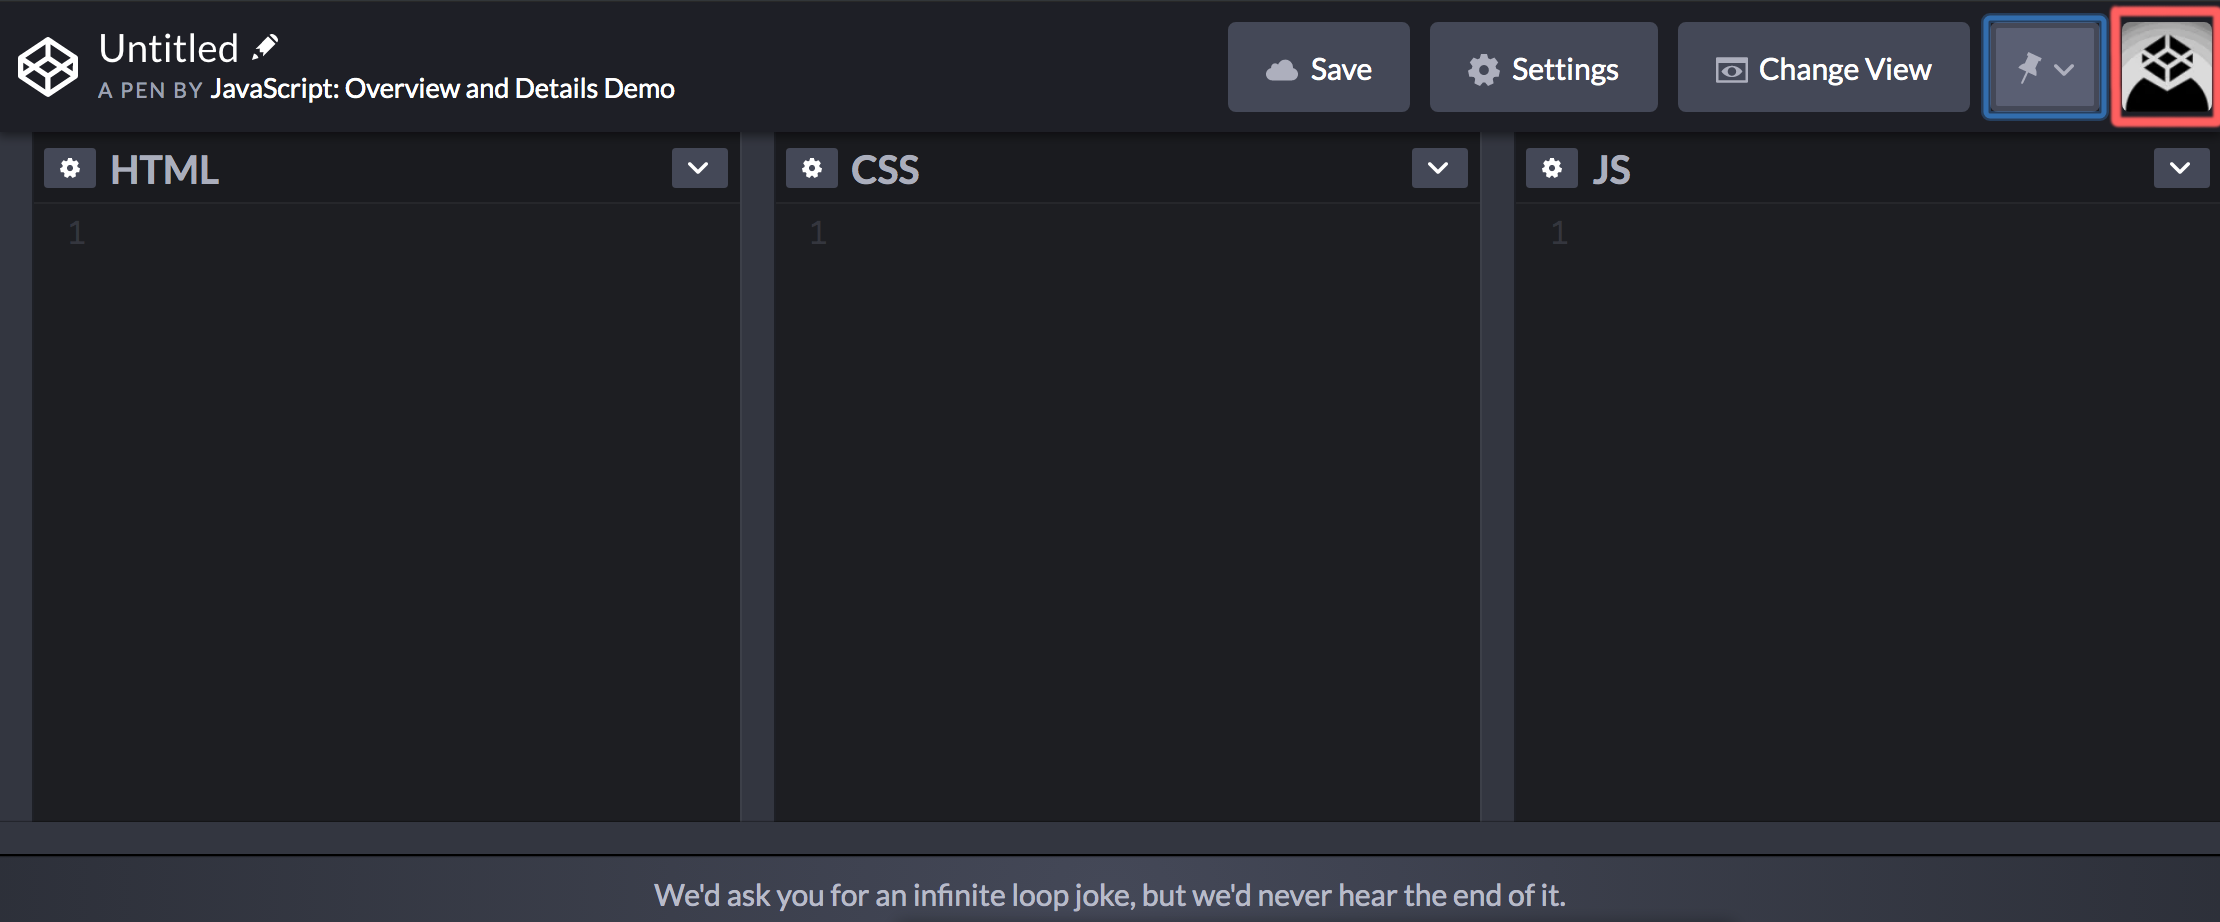 Untitled
A PEN BY JavaScript: Overview and Details Demo
Save
Settings
Change View
HTML
CSS
JS
1
1
1
We'd ask you for an infinite loop joke, but we'd never hear the end of it.